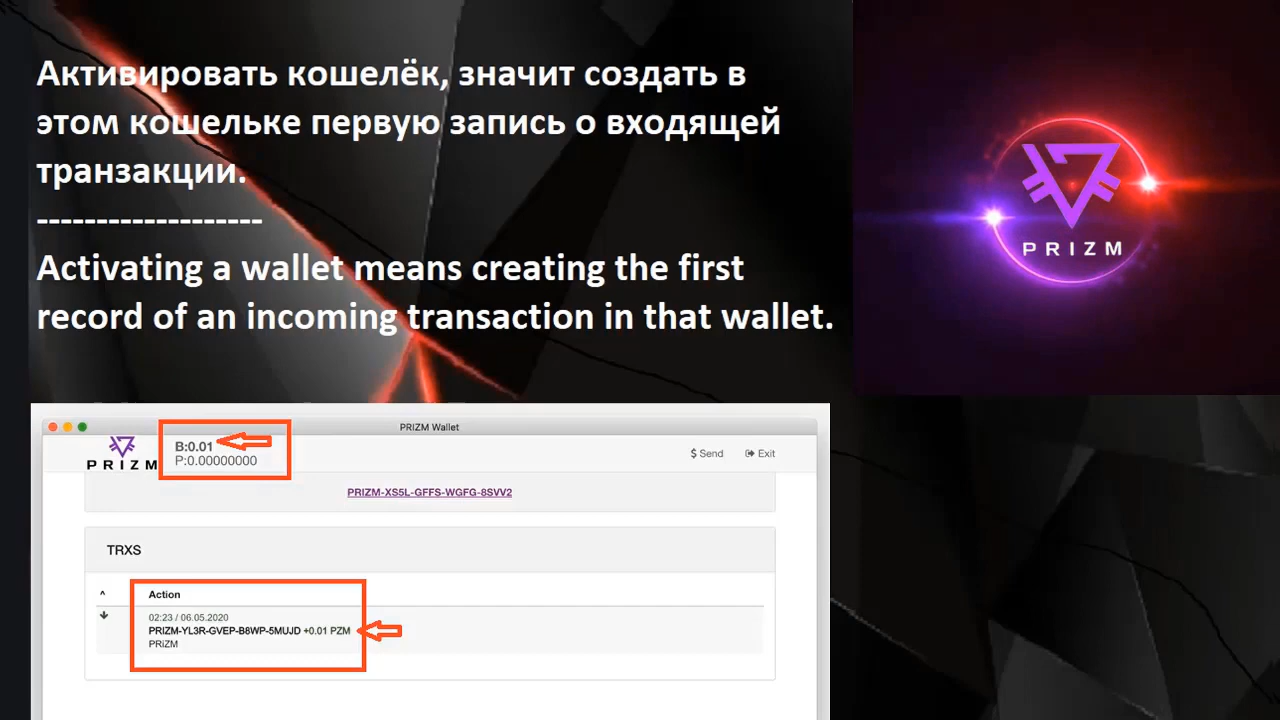 Активировать кошелёк, значит создать в
этом кошельке первую запись о входящей
транзакции.
-------------------
Activating a wallet means creating the first
record of an incoming transaction in that wallet.
PRIZM
PRIZM Wallet
PRIZM
B:0.01
P:0.00000000
$ Send
Exit
PRIZM-XS5L-GFFS-WGFG-8SVV2
TRXS
^ Action
02:23 / 06.05.2020
PRIZM-YL3R-GVEP-B8WP-5MUJD +0.01 PZM
PRiZM